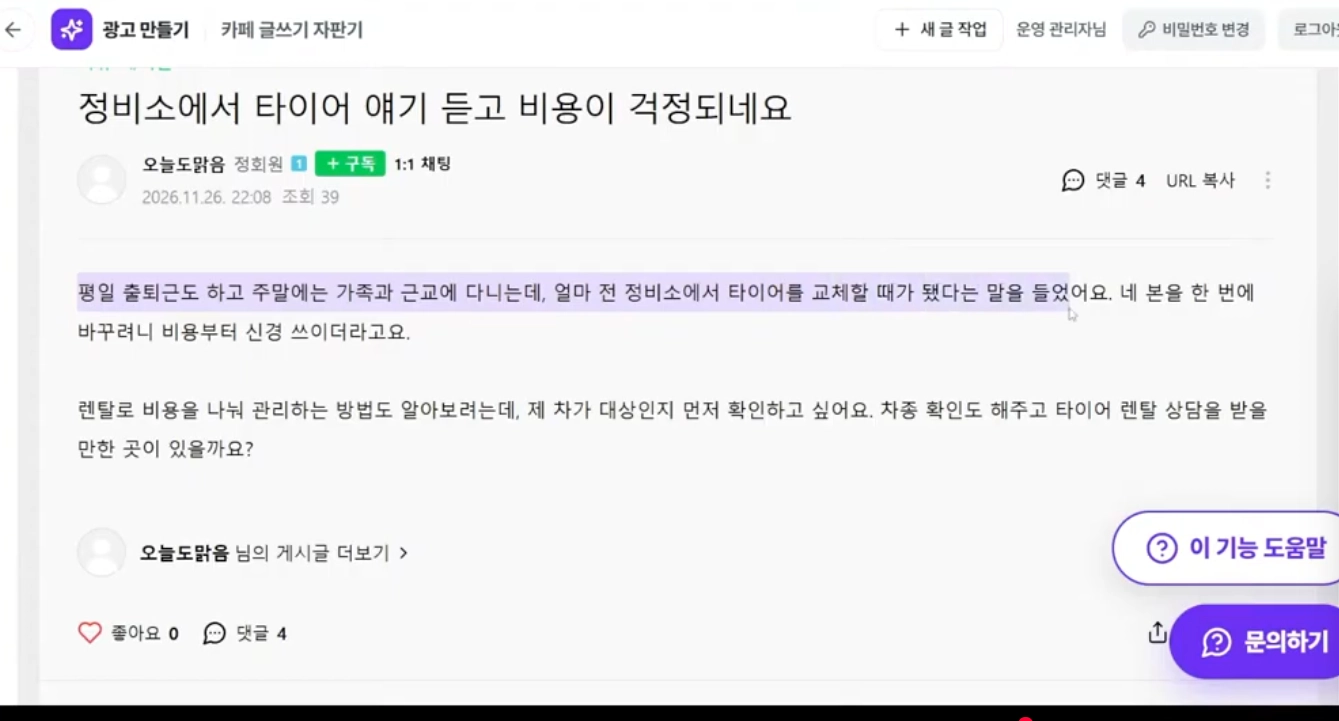 광고 만들기
카페 글쓰기 자판기
+ 새 글 작업
운영 관리자님
비밀번호 변경
정비소에서 타이어 얘기 듣고 비용이 걱정되네요
오늘도맑음 정회원 1 + 구독 1:1 채팅
2026.11.26. 22:08 조회 39
댓글 4 URL 복사
평일 출퇴근도 하고 주말에는 가족과 근교에 다니는데, 얼마 전 정비소에서 타이어를 교체할 때가 됐다는 말을 들었어요. 네 본을 한 번에
바꾸려니 비용부터 신경 쓰이더라고요.
렌탈로 비용을 나눠 관리하는 방법도 알아보려는데, 제 차가 대상인지 먼저 확인하고 싶어요. 차종 확인도 해주고 타이어 렌탈 상담을 받을
만한 곳이 있을까요?
오늘도맑음 님의 게시글 더보기 >
이 기능 도움말
좋아요 0 댓글 4
문의하기